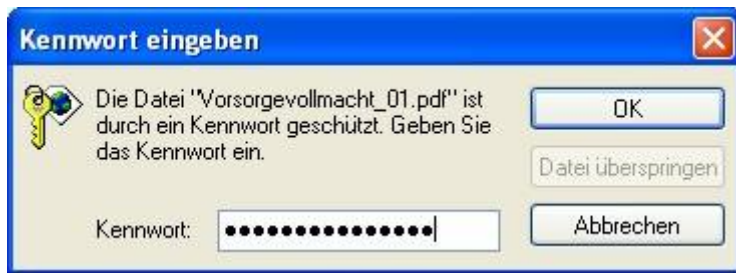 Kennwort eingeben
Die Datei "Vorsorgevollmacht_01.pdf" ist
durch ein Kennwort geschützt. Geben Sie
das Kennwort ein.
OK
Datei überspringen
Kennwort: ●●●●●●●●●●●●●●●
Abbrechen